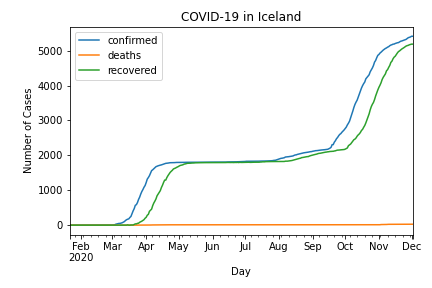 COVID-19 in Iceland
confirmed
deaths
recovered
Number of Cases
5000
4000
3000
2000
1000
0
Feb Mar Apr May Jun Jul Aug Sep Oct Nov Dec
2020
Day